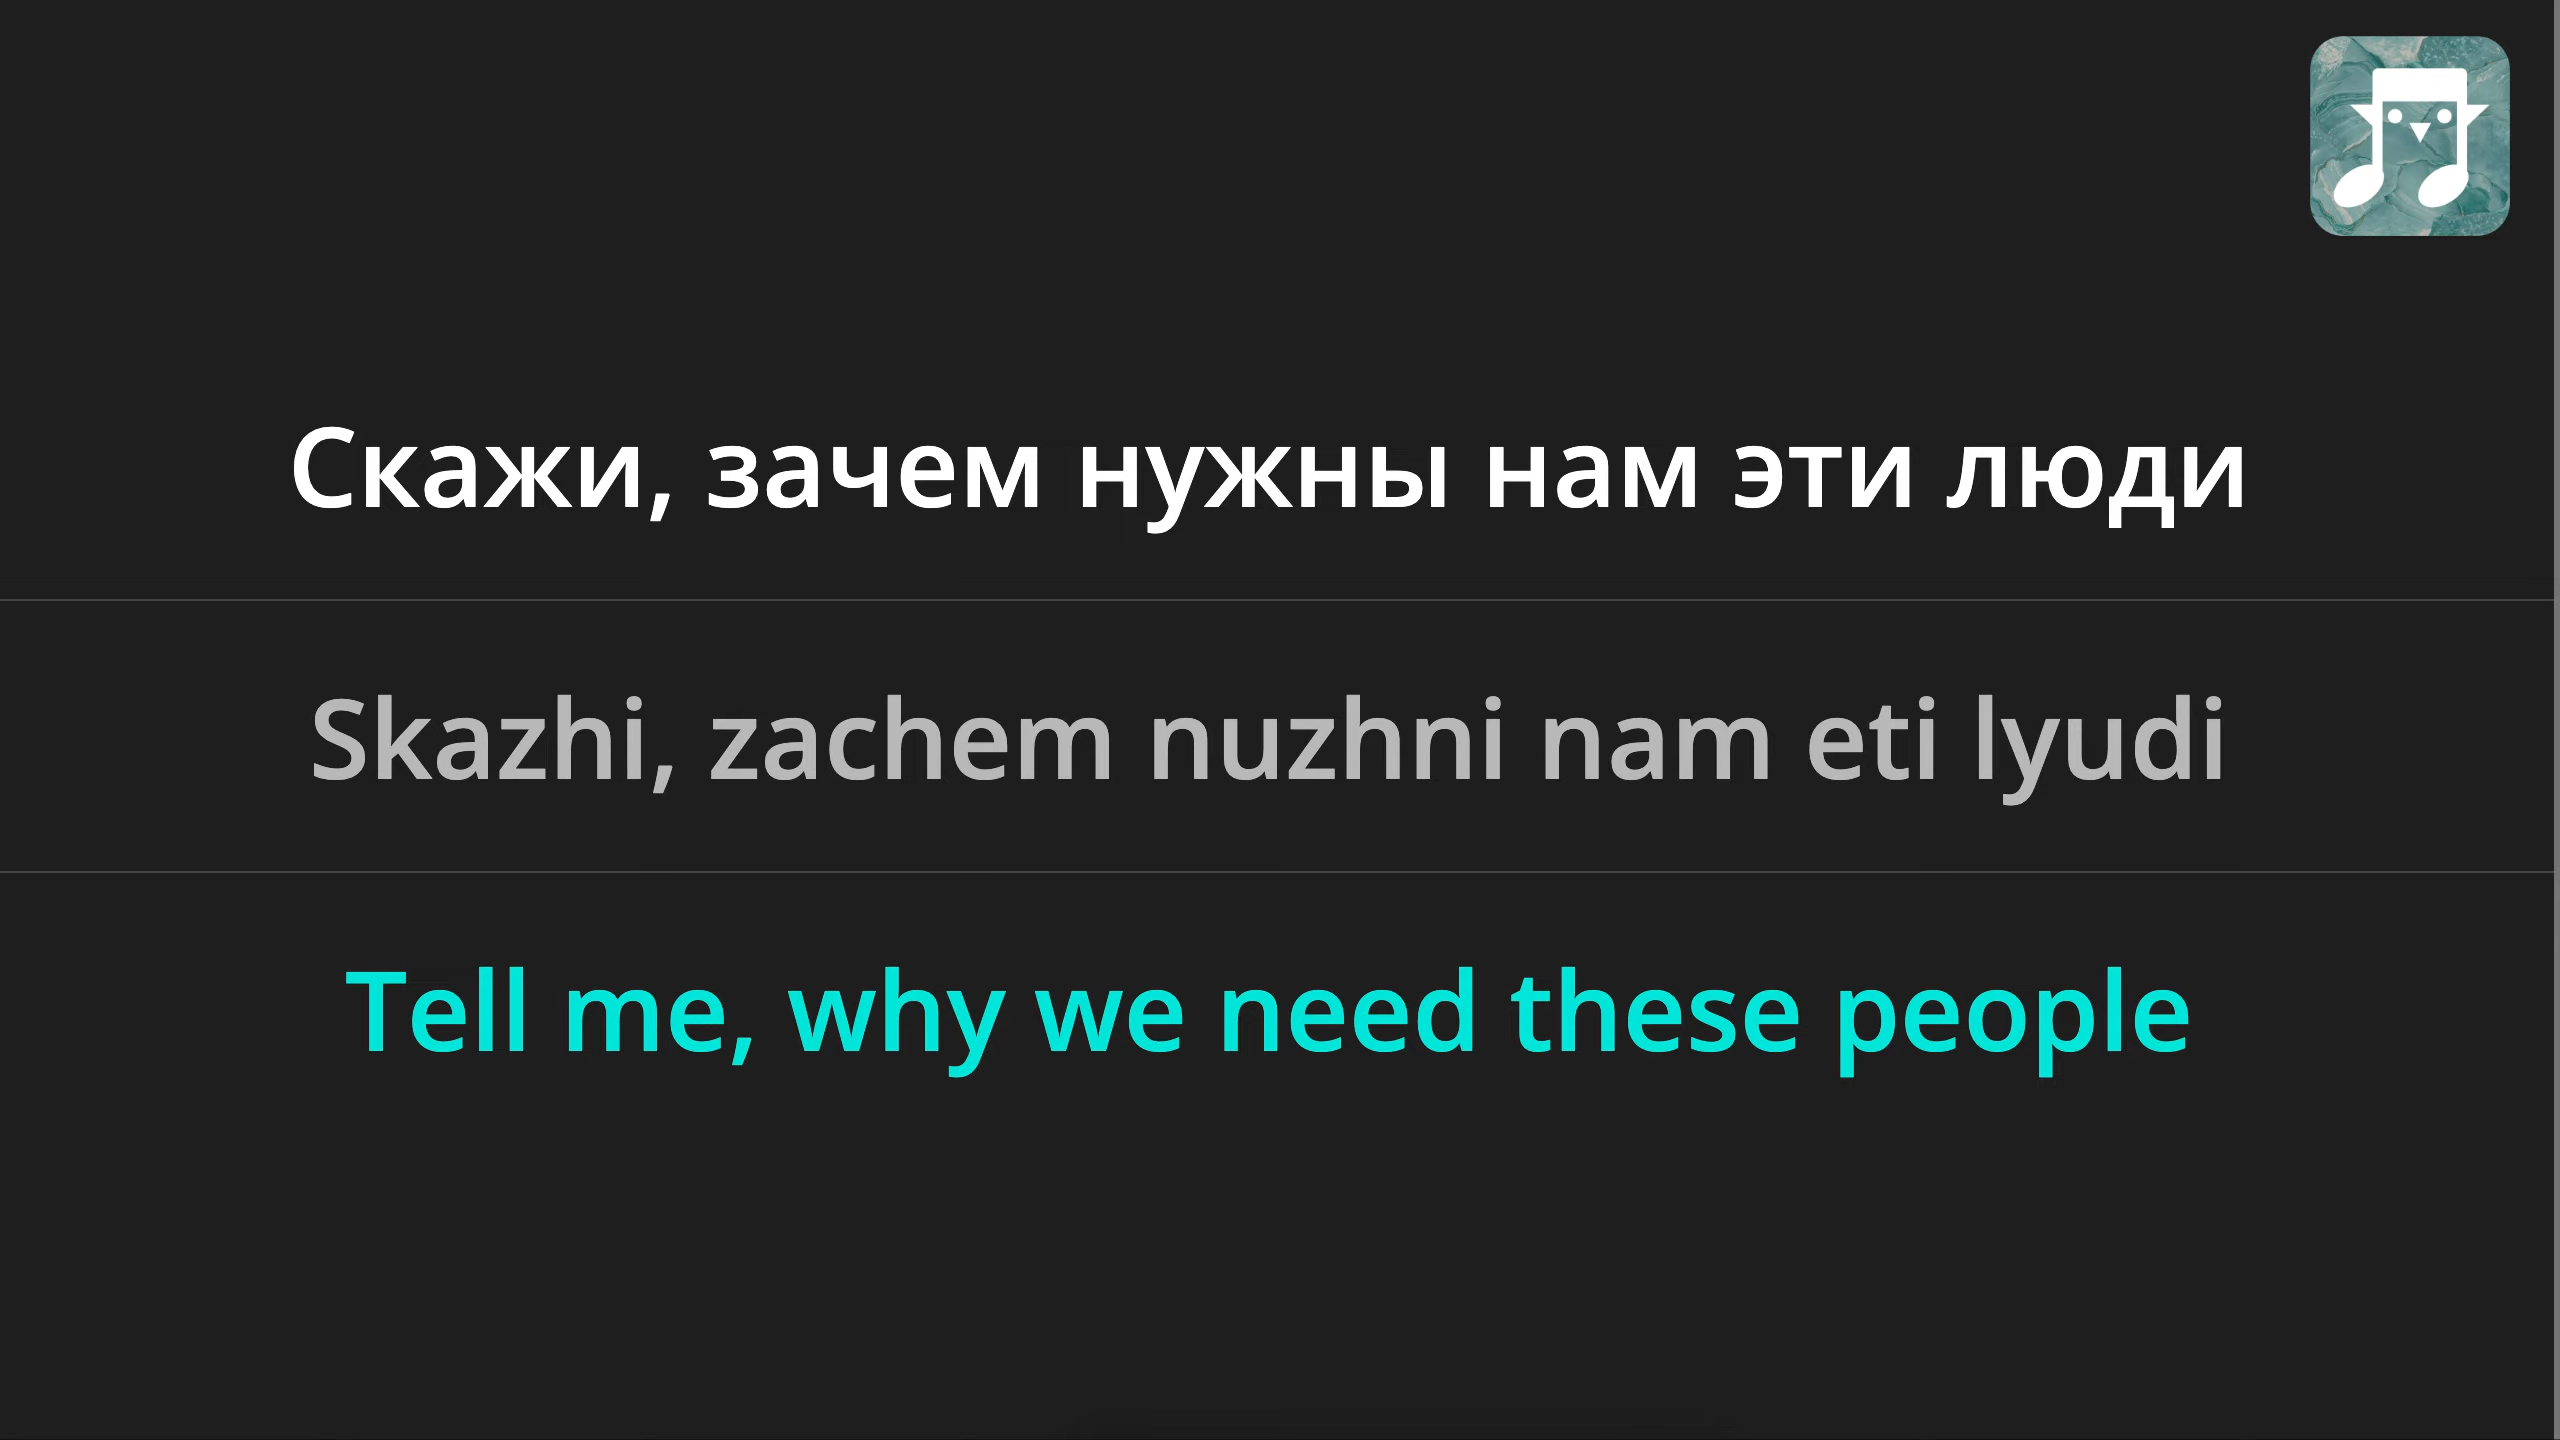 Скажи, зачем нужны нам эти люди
Skazhi, zachem nuzhni nam eti lyudi
Tell me, why we need these people